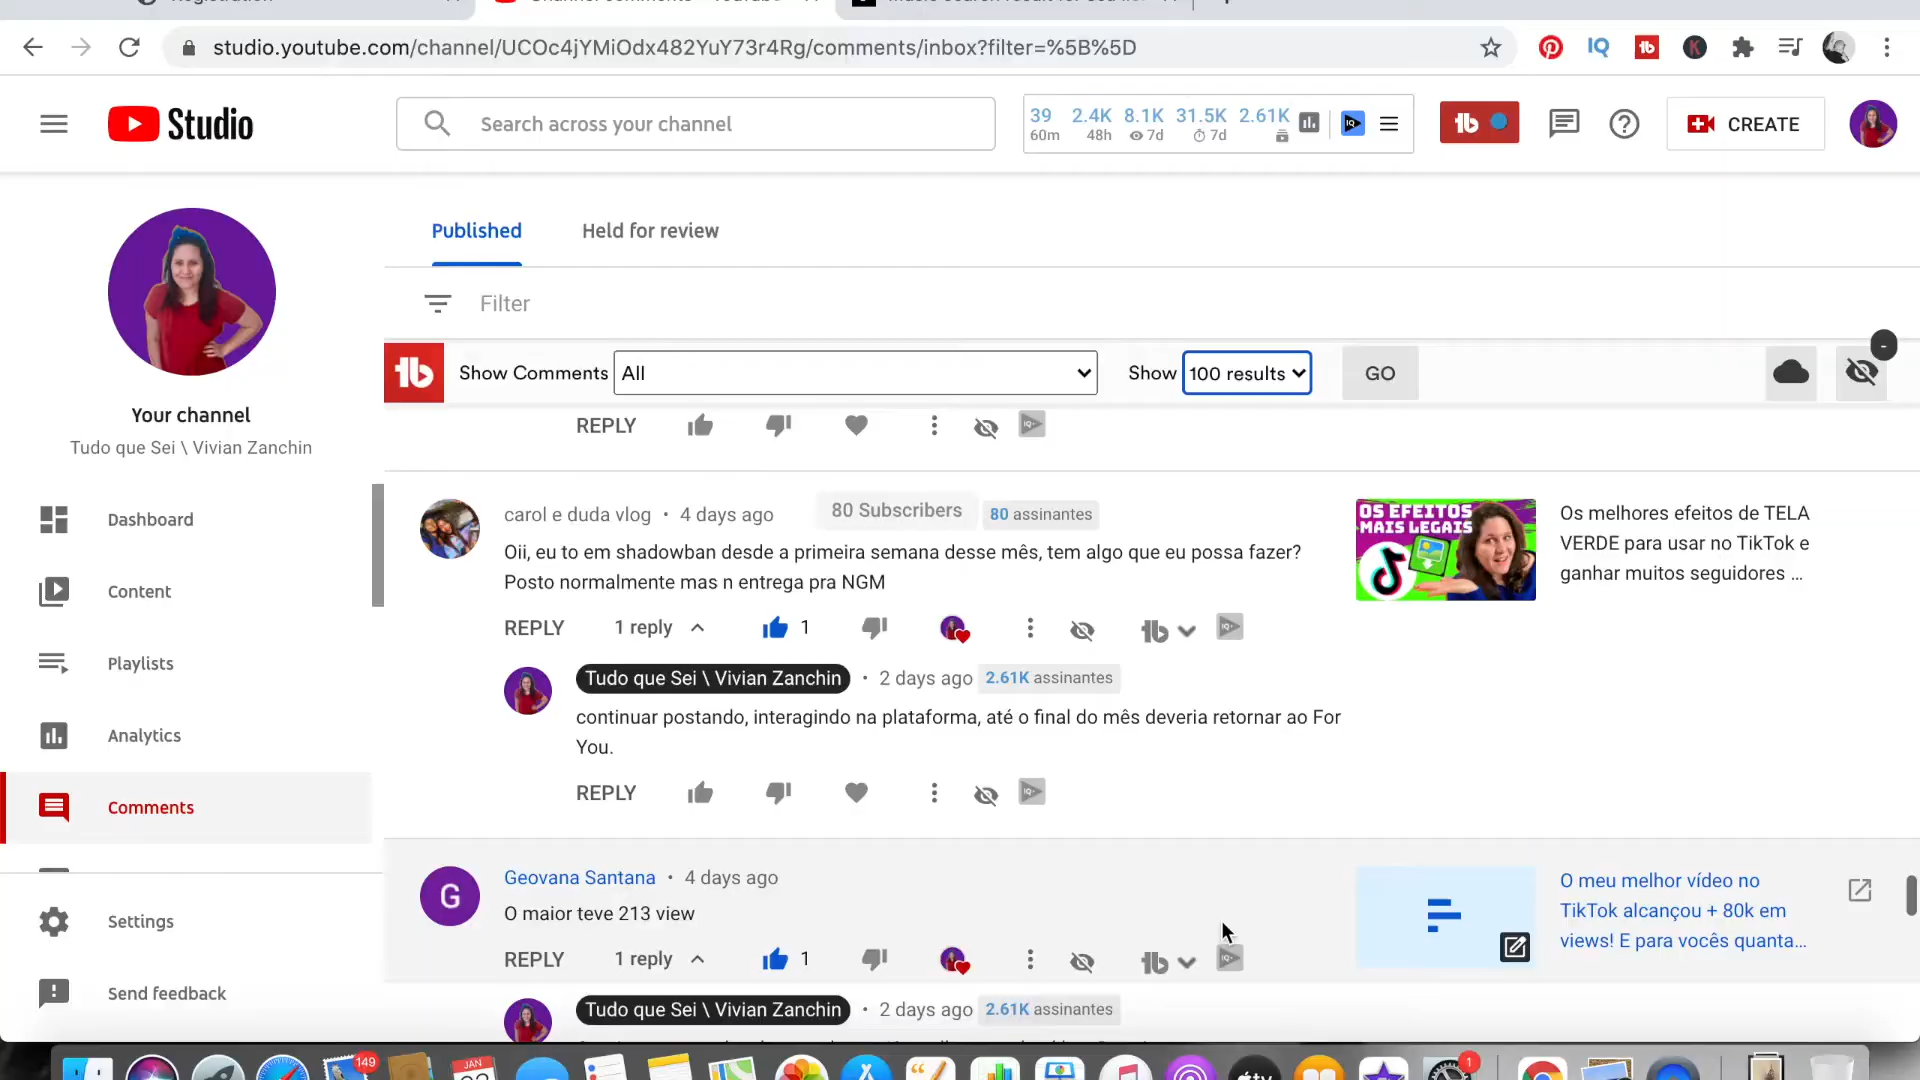 studio.youtube.com/channel/UCOc4jYMiOdx482YuY73r4Rg/comments/inbox?filter=%5B%5D
Studio
Search across your channel
39 2.4K 8.1K 31.5K 2.61K
60m 48h 7d 7d
CREATE
Your channel
Tudo que Sei \ Vivian Zanchin
Dashboard
Content
Playlists
Analytics
Comments
Settings
Send feedback
Published Held for review
Filter
Show Comments All Show 100 results GO
REPLY
carol e duda vlog • 4 days ago 80 Subscribers 80 assinantes
Oii, eu to em shadowban desde a primeira semana desse mês, tem algo que eu possa fazer?
Posto normalmente mas n entrega pra NGM
REPLY 1 reply 1
OS EFEITOS
MAIS LEGAIS
Os melhores efeitos de TELA
VERDE para usar no TikTok e
ganhar muitos seguidores ...
Tudo que Sei \ Vivian Zanchin • 2 days ago 2.61K assinantes
continuar postando, interagindo na plataforma, até o final do mês deveria retornar ao For
You.
REPLY
G
Geovana Santana • 4 days ago
O maior teve 213 view
REPLY 1 reply 1
O meu melhor vídeo no
TikTok alcançou + 80k em
views! E para vocês quanta...
Tudo que Sei \ Vivian Zanchin • 2 days ago 2.61K assinantes
149
JAN
1